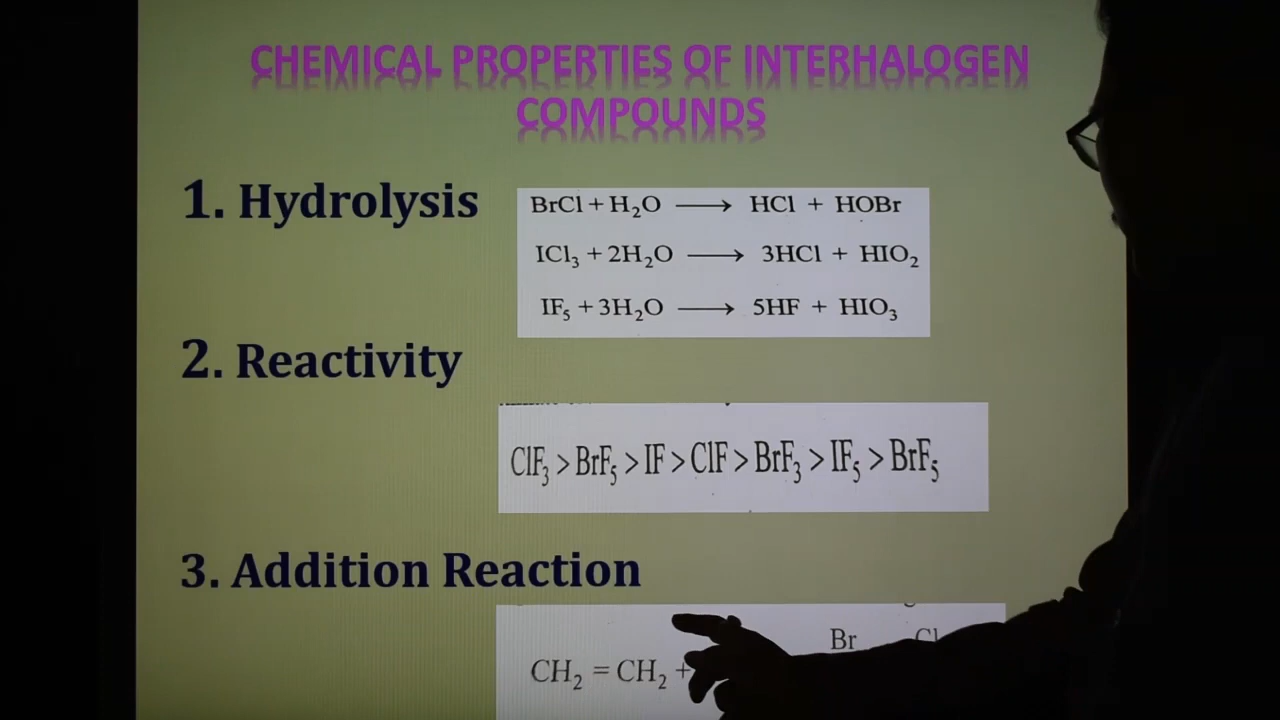 CHEMICAL PROPERTIES OF INTERHALOGEN
COMPOUNDS
1. Hydrolysis
BrCl + H₂O ⟶ HCl + HOBr
ICl₃ + 2H₂O ⟶ 3HCl + HIO₂
IF₅ + 3H₂O ⟶ 5HF + HIO₃
2. Reactivity
ClF₃ > BrF₅ > IF > ClF > BrF₃ > IF₅ > BrF₅
3. Addition Reaction
Br Cl
CH₂ = CH₂ +